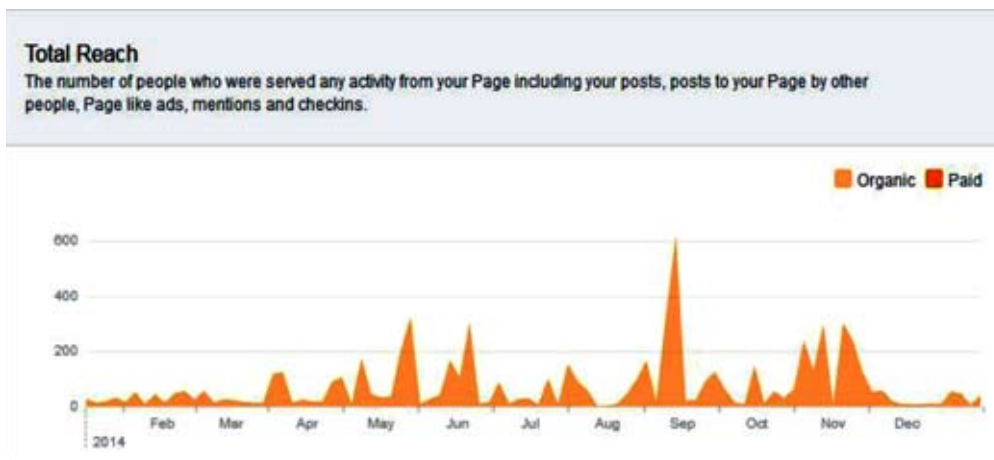 Total Reach
The number of people who were served any activity from your Page including your posts, posts to your Page by other
people, Page like ads, mentions and checkins.
Organic Paid
600
400
200
0
Feb Mar Apr May Jun Jul Aug Sep Oct Nov Dec
2014